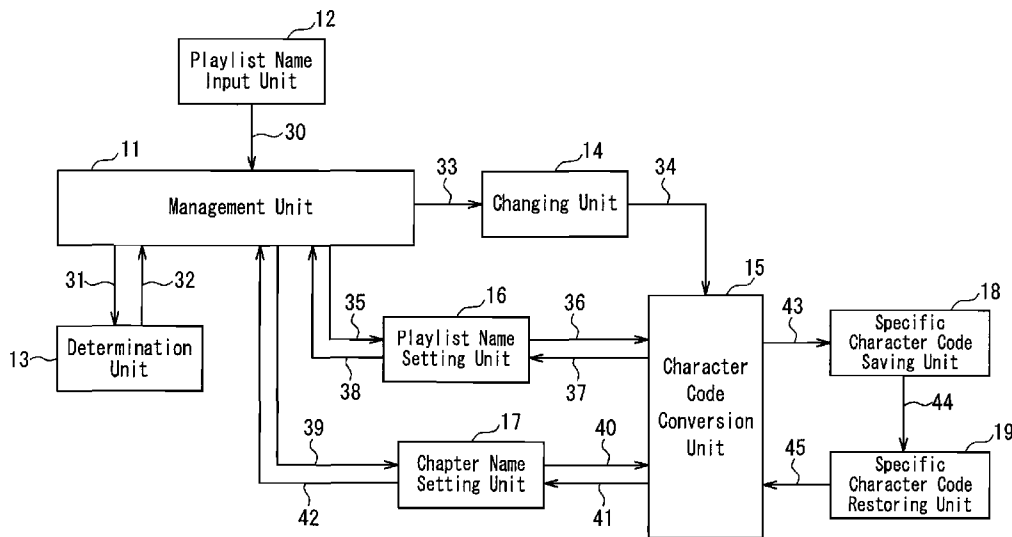 12
Playlist Name
Input Unit
30
11
Management Unit
33
14
Changing Unit
34
31
32
13
Determination
Unit
35
16
Playlist Name
Setting Unit
36
37
38
39
17
Chapter Name
Setting Unit
40
41
42
15
Character
Code
Conversion
Unit
43
18
Specific
Character Code
Saving Unit
44
19
Specific
Character Code
Restoring Unit
45